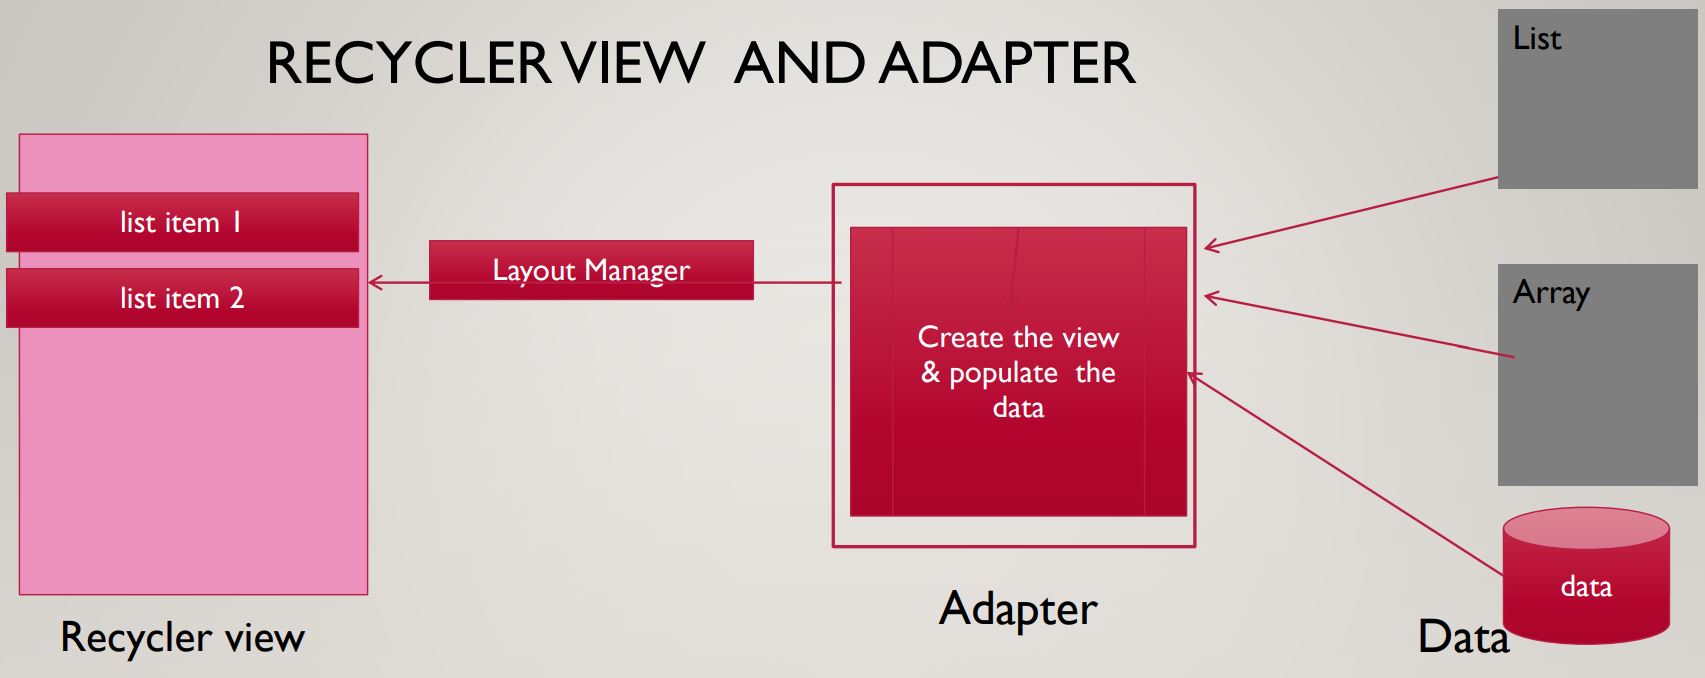 RECYCLER VIEW AND ADAPTER
List
list item 1
list item 2
Layout Manager
Array
Create the view
& populate the
data
data
Recycler view
Adapter
Data